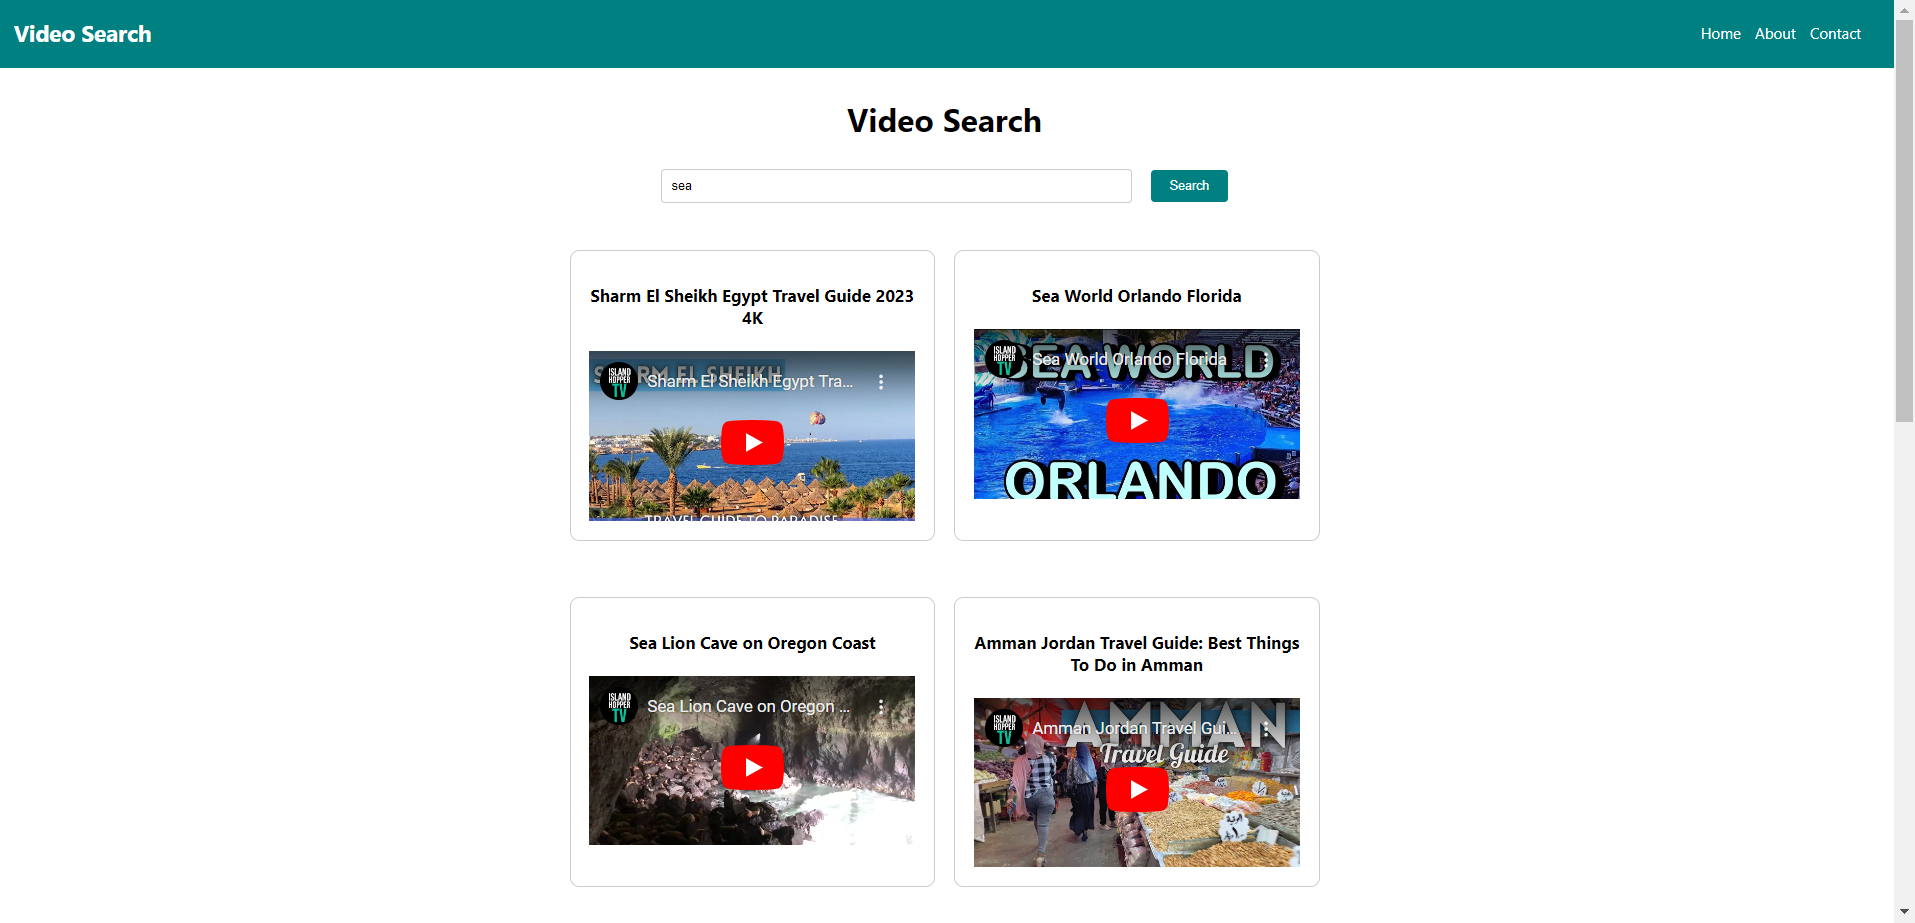 Video Search
Home About Contact
Video Search
sea
Search
Sharm El Sheikh Egypt Travel Guide 2023
4K
SHARM EL SHEIKH
ISLAND
HOPPER
TV
Sharm El Sheikh Egypt Tra...
TRAVEL GUIDE TO PARADISE
Sea World Orlando Florida
SEA WORLD
ISLAND
HOPPER
TV
Sea World Orlando Florida
ORLANDO
Sea Lion Cave on Oregon Coast
ISLAND
HOPPER
TV
Sea Lion Cave on Oregon ...
Amman Jordan Travel Guide: Best Things
To Do in Amman
AMMAN
ISLAND
HOPPER
TV
Amman Jordan Travel Gui...
Travel Guide